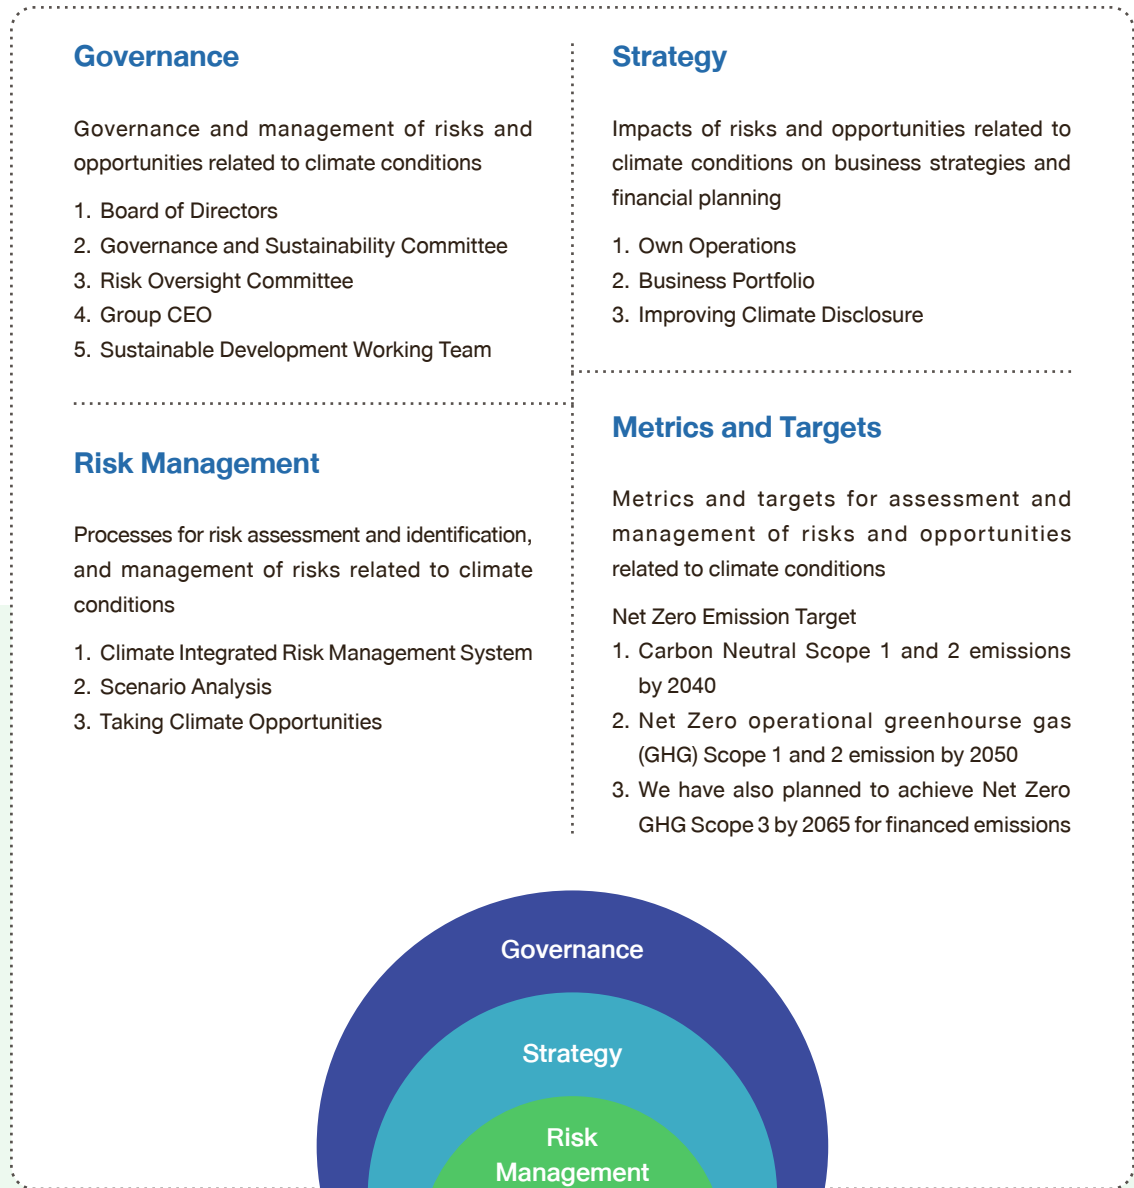 Governance
Governance and management of risks and
opportunities related to climate conditions
1. Board of Directors
2. Governance and Sustainability Committee
3. Risk Oversight Committee
4. Group CEO
5. Sustainable Development Working Team
Strategy
Impacts of risks and opportunities related to
climate conditions on business strategies and
financial planning
1. Own Operations
2. Business Portfolio
3. Improving Climate Disclosure
Risk Management
Processes for risk assessment and identification,
and management of risks related to climate
conditions
1. Climate Integrated Risk Management System
2. Scenario Analysis
3. Taking Climate Opportunities
Metrics and Targets
Metrics and targets for assessment and
management of risks and opportunities
related to climate conditions
Net Zero Emission Target
1. Carbon Neutral Scope 1 and 2 emissions
by 2040
2. Net Zero operational greenhourse gas
(GHG) Scope 1 and 2 emission by 2050
3. We have also planned to achieve Net Zero
GHG Scope 3 by 2065 for financed emissions
Governance
Strategy
Risk
Management